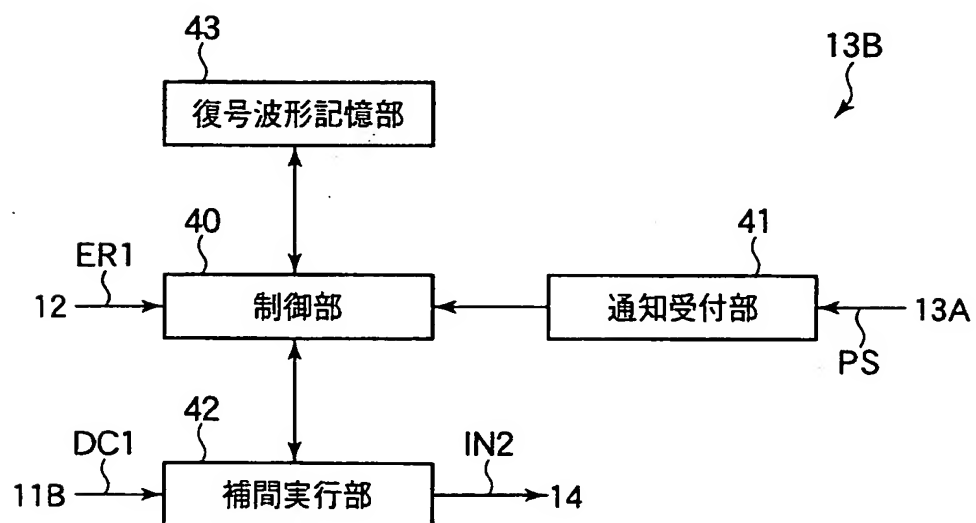 43
13B
復号波形記憶部
40
41
ER1
12
制御部
通知受付部
13A
PS
42
DC1
IN2
11B
補間実行部
14